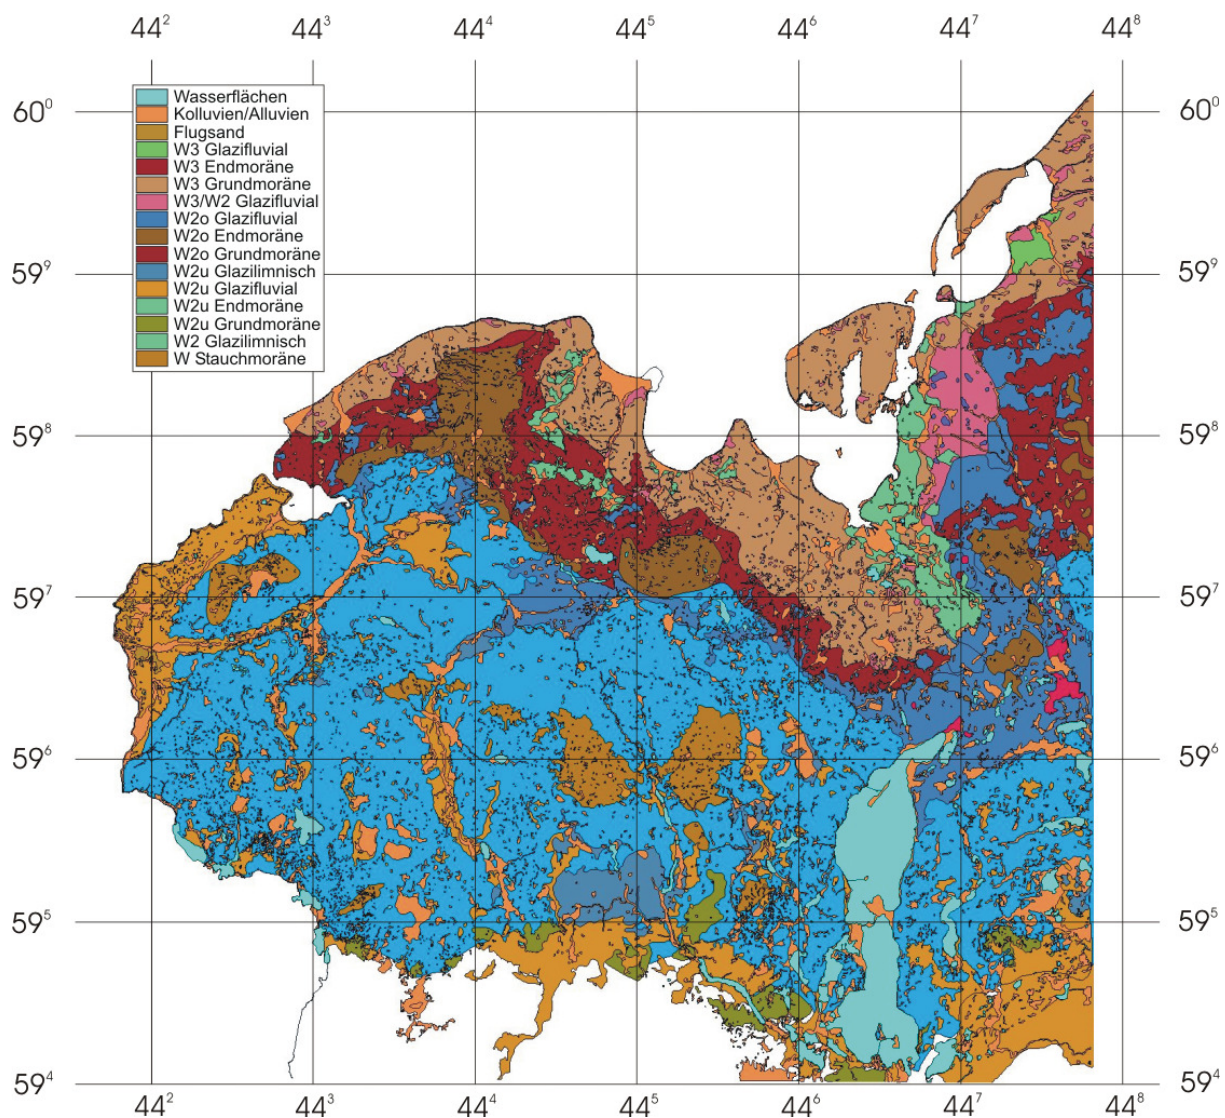 44² 44³ 44⁴ 44⁵ 44⁶ 44⁷ 44⁸
60⁰ 60⁰
Wasserflächen
Kolluvien/Alluvien
Flugsand
W3 Glazifluvial
W3 Endmoräne
W3 Grundmoräne
W3/W2 Glazifluvial
W2o Glazifluvial
W2o Endmoräne
W2o Grundmoräne
W2u Glazilimnisch
W2u Glazifluvial
W2u Endmoräne
W2u Grundmoräne
W2 Glazilimnisch
W Stauchmoräne
59⁹ 59⁹
59⁸ 59⁸
59⁷ 59⁷
59⁶ 59⁶
59⁵ 59⁵
59⁴ 59⁴
44² 44³ 44⁴ 44⁵ 44⁶ 44⁷ 44⁸